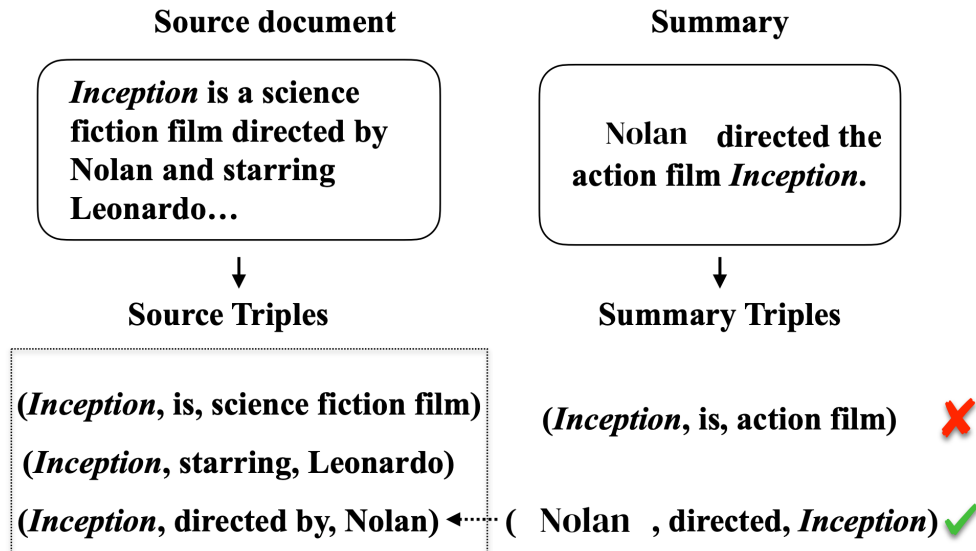 Source document
Inception is a science
fiction film directed by
Nolan and starring
Leonardo…
Summary
Nolan directed the
action film Inception.
Source Triples
(Inception, is, science fiction film)
(Inception, starring, Leonardo)
(Inception, directed by, Nolan)
Summary Triples
(Inception, is, action film)
( Nolan , directed, Inception)